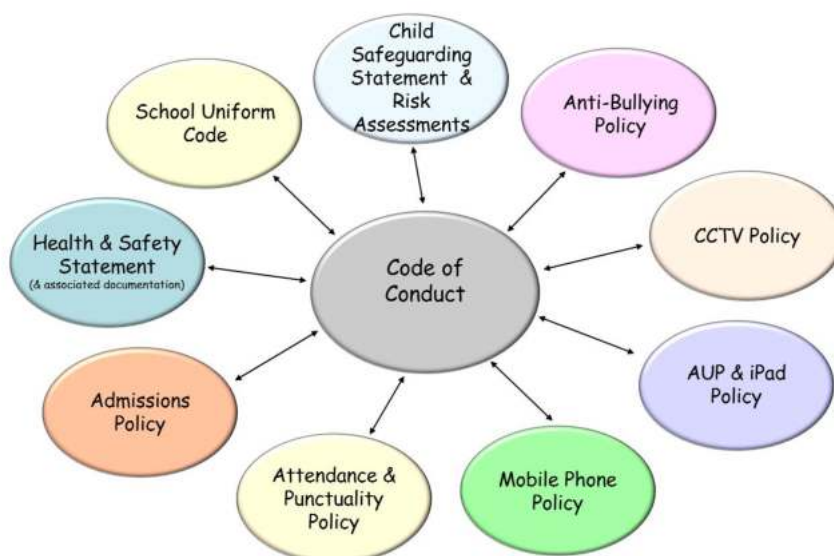 Child
Safeguarding
Statement &
Risk
Assessments
Anti-Bullying
Policy
CCTV Policy
AUP & iPad
Policy
Mobile Phone
Policy
Attendance &
Punctuality
Policy
Admissions
Policy
Health & Safety
Statement
(& associated documentation)
School Uniform
Code
Code of
Conduct